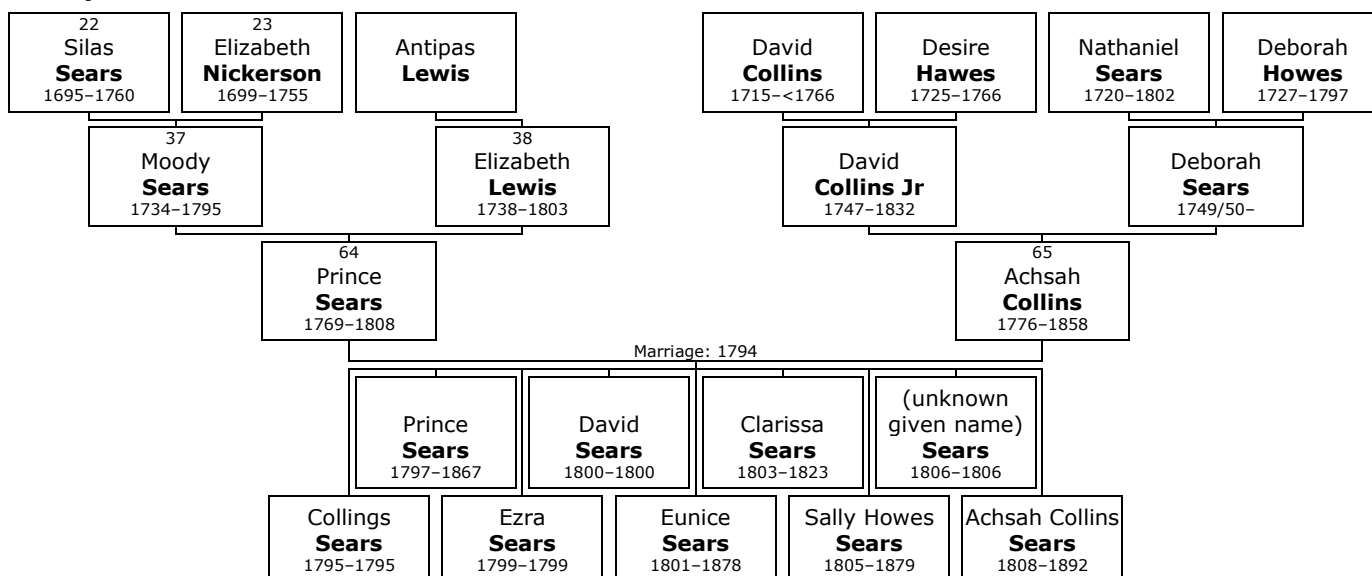 22
Silas
Sears
1695–1760
23
Elizabeth
Nickerson
1699–1755
Antipas
Lewis
David
Collins
1715–<1766
Desire
Hawes
1725–1766
Nathaniel
Sears
1720–1802
Deborah
Howes
1727–1797
37
Moody
Sears
1734–1795
38
Elizabeth
Lewis
1738–1803
David
Collins Jr
1747–1832
Deborah
Sears
1749/50–
64
Prince
Sears
1769–1808
65
Achsah
Collins
1776–1858
Marriage: 1794
Prince
Sears
1797–1867
David
Sears
1800–1800
Clarissa
Sears
1803–1823
(unknown
given name)
Sears
1806–1806
Collings
Sears
1795–1795
Ezra
Sears
1799–1799
Eunice
Sears
1801–1878
Sally Howes
Sears
1805–1879
Achsah Collins
Sears
1808–1892